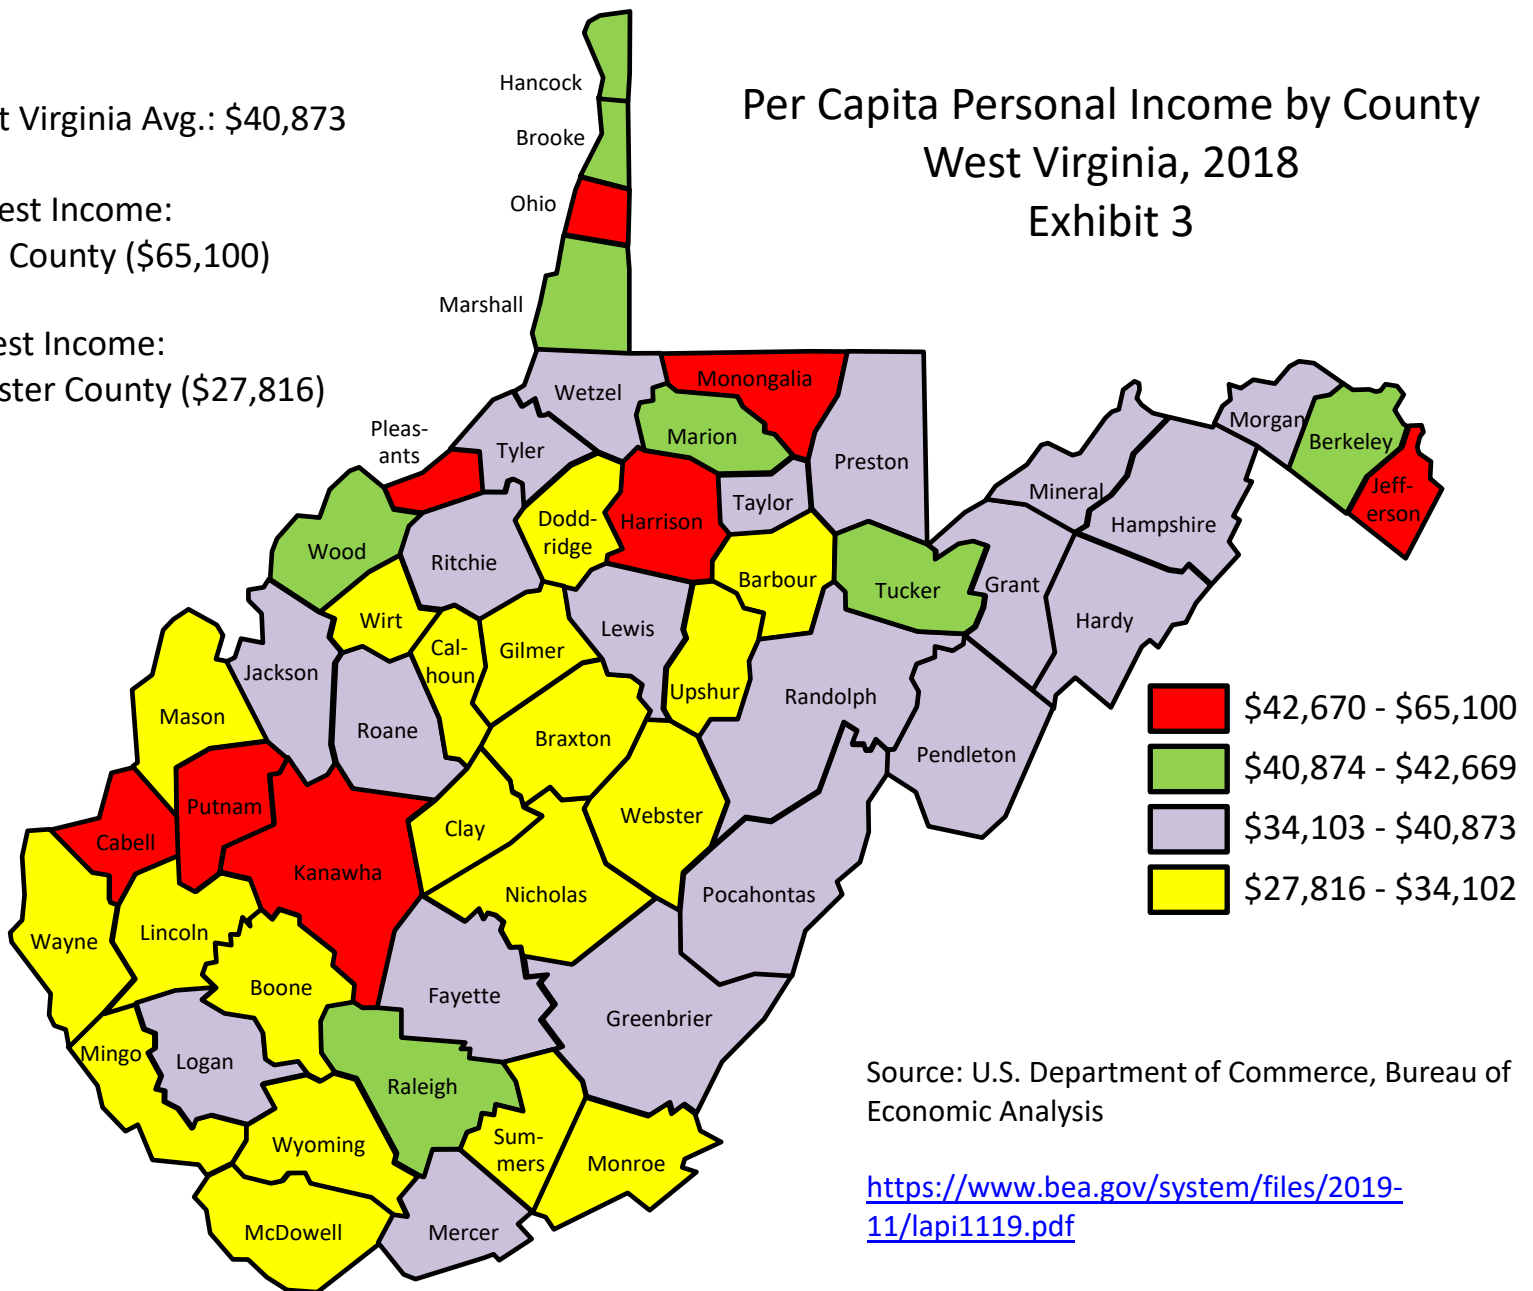 Per Capita Personal Income by County
West Virginia, 2018
Exhibit 3
t Virginia Avg.: $40,873
est Income:
County ($65,100)
est Income:
ster County ($27,816)
Hancock
Brooke
Ohio
Marshall
Wetzel
Monongalia
Marion
Pleas-
ants
Tyler
Preston
Morgan
Berkeley
Jeff-
erson
Mineral
Hampshire
Taylor
Harrison
Dodd-
ridge
Wood
Ritchie
Barbour
Tucker
Grant
Hardy
Wirt
Cal-
houn
Gilmer
Lewis
Upshur
Randolph
Jackson
Roane
Mason
Braxton
Pendleton
$42,670 - $65,100
$40,874 - $42,669
$34,103 - $40,873
$27,816 - $34,102
Putnam
Cabell
Clay
Webster
Kanawha
Nicholas
Pocahontas
Wayne
Lincoln
Boone
Fayette
Greenbrier
Mingo
Logan
Raleigh
Wyoming
Sum-
mers
Monroe
McDowell
Mercer
Source: U.S. Department of Commerce, Bureau of
Economic Analysis
https://www.bea.gov/system/files/2019-
11/lapi1119.pdf